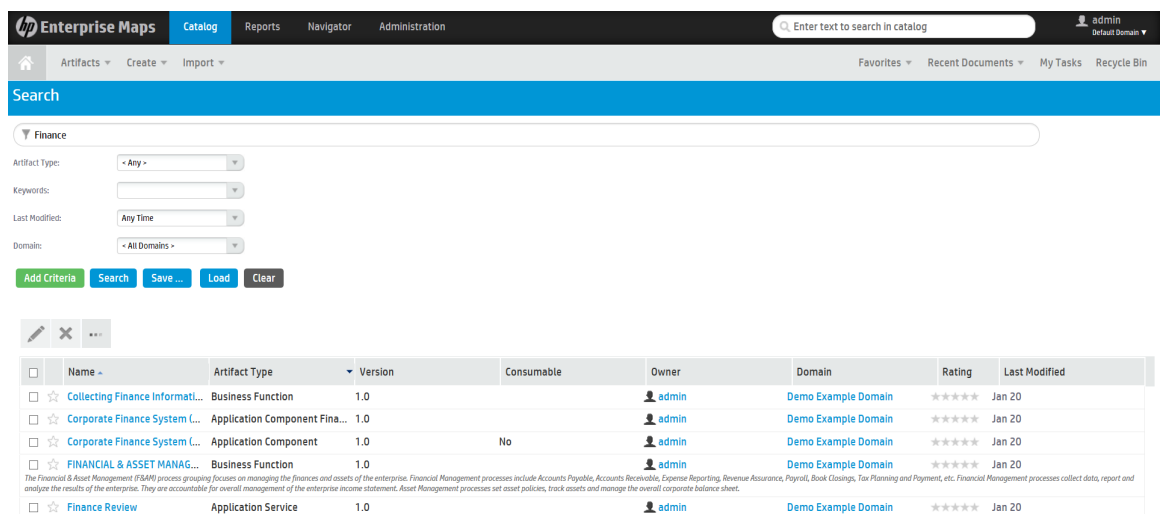 hp Enterprise Maps Catalog Reports Navigator Administration Enter text to search in catalog admin
Default Domain ▼
Artifacts Create Import Favorites Recent Documents My Tasks Recycle Bin
Search
Finance
Artifact Type: < Any >
Keywords:
Last Modified: Any Time
Domain: < All Domains >
Add Criteria Search Save ... Load Clear
Name Artifact Type Version Consumable Owner Domain Rating Last Modified
Collecting Finance Informati... Business Function 1.0 admin Demo Example Domain Jan 20
Corporate Finance System (... Application Component Fina... 1.0 admin Demo Example Domain Jan 20
Corporate Finance System (... Application Component 1.0 No admin Demo Example Domain Jan 20
FINANCIAL & ASSET MANAG... Business Function 1.0 admin Demo Example Domain Jan 20
The Financial & Asset Management (F&AM) process grouping focuses on managing the finances and assets of the enterprise. Financial Management processes include Accounts Payable, Accounts Receivable, Expense Reporting, Revenue Assurance, Payroll, Book Closings, Tax Planning and Payment, etc. Financial Management processes collect data, report and
analyze the results of the enterprise. They are accountable for overall management of the enterprise income statement. Asset Management processes set asset policies, track assets and manage the overall corporate balance sheet.
Finance Review Application Service 1.0 admin Demo Example Domain Jan 20